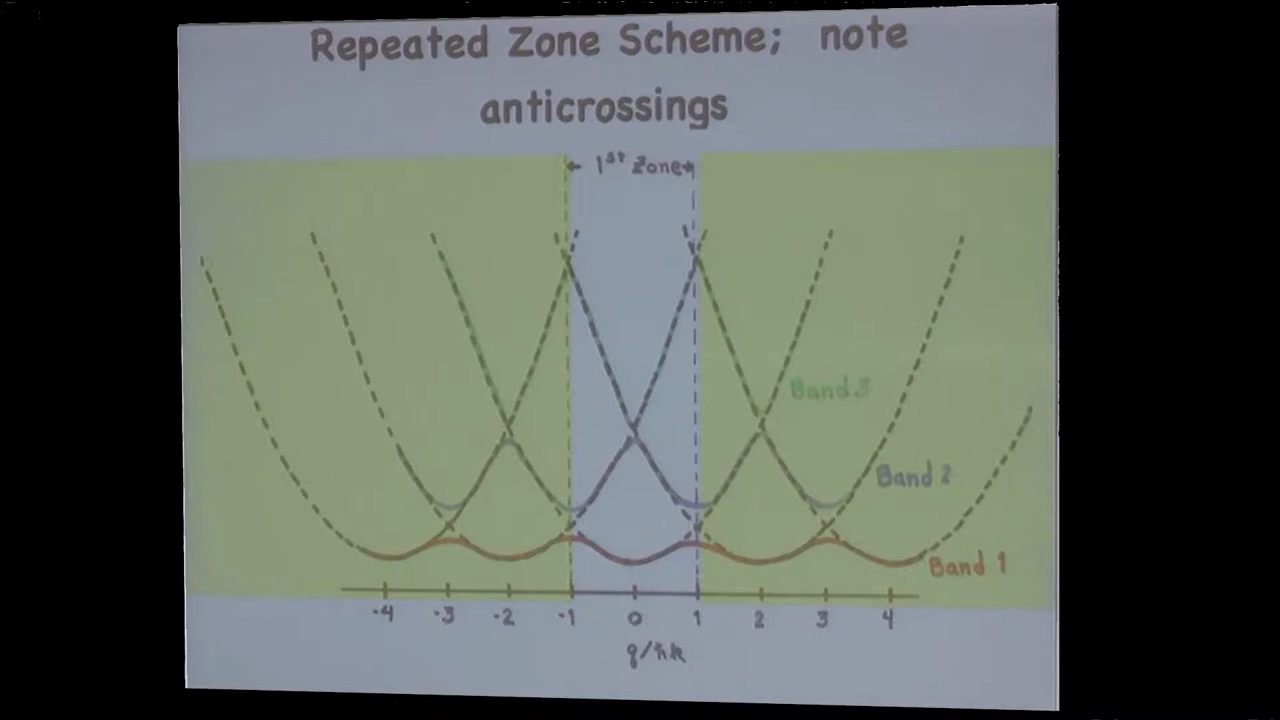 Repeated Zone Scheme; note
anticrossings
1st Zone
Band 3
Band 2
Band 1
-4 -3 -2 -1 0 1 2 3 4
q/ħk